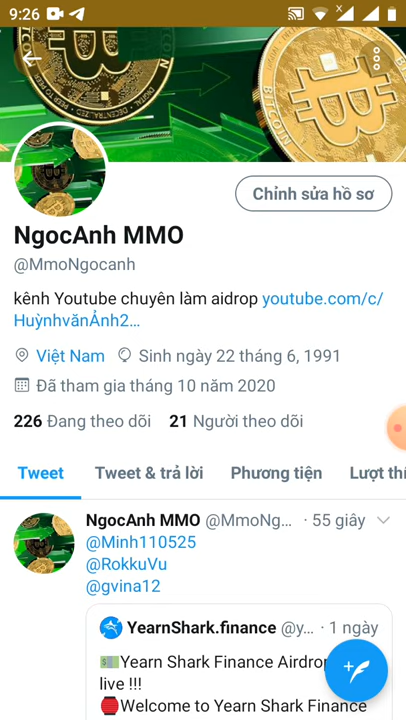 9:26
Chỉnh sửa hồ sơ
NgocAnh MMO
@MmoNgocanh
kênh Youtube chuyên làm aidrop youtube.com/c/
HuỳnhvănẢnh2…
Việt Nam Sinh ngày 22 tháng 6, 1991
Đã tham gia tháng 10 năm 2020
226 Đang theo dõi 21 Người theo dõi
Tweet Tweet & trả lời Phương tiện Lượt thí
NgocAnh MMO @MmoNg… · 55 giây
@Minh110525
@RokkuVu
@gvina12
YearnShark.finance @y… · 1 ngày
Yearn Shark Finance Airdrop
live !!!
Welcome to Yearn Shark Finance